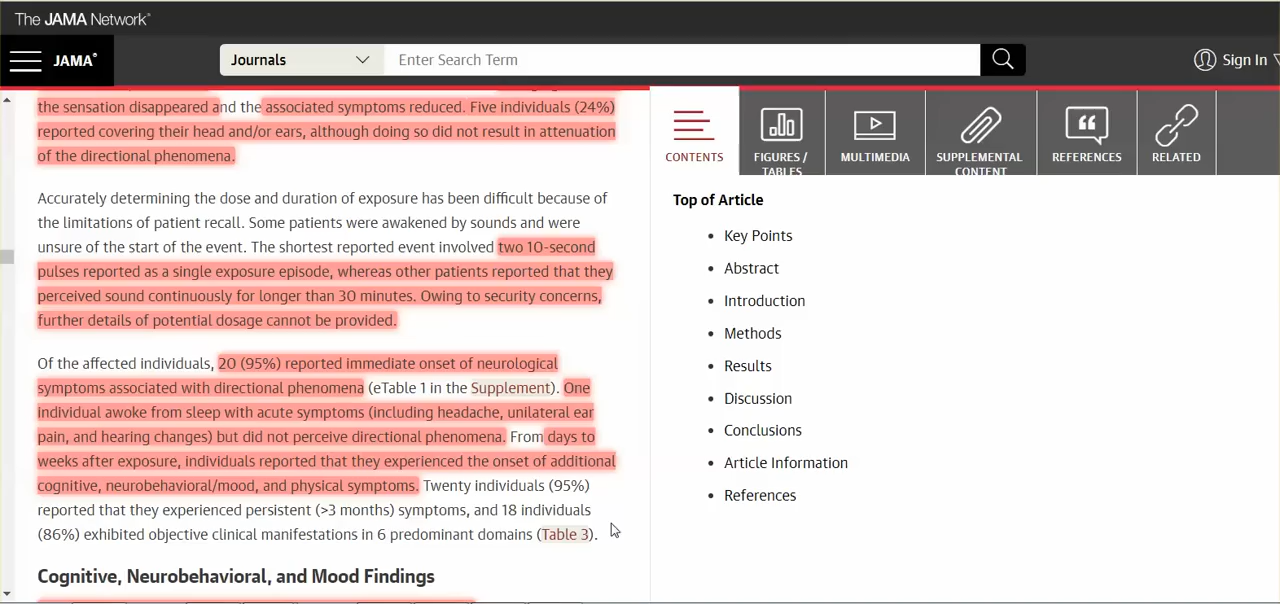 The JAMA Network®
JAMA®
Journals
Enter Search Term
Sign In
the sensation disappeared and the associated symptoms reduced. Five individuals (24%)
reported covering their head and/or ears, although doing so did not result in attenuation
of the directional phenomena.
Accurately determining the dose and duration of exposure has been difficult because of
the limitations of patient recall. Some patients were awakened by sounds and were
unsure of the start of the event. The shortest reported event involved two 10-second
pulses reported as a single exposure episode, whereas other patients reported that they
perceived sound continuously for longer than 30 minutes. Owing to security concerns,
further details of potential dosage cannot be provided.
Of the affected individuals, 20 (95%) reported immediate onset of neurological
symptoms associated with directional phenomena (eTable 1 in the Supplement). One
individual awoke from sleep with acute symptoms (including headache, unilateral ear
pain, and hearing changes) but did not perceive directional phenomena. From days to
weeks after exposure, individuals reported that they experienced the onset of additional
cognitive, neurobehavioral/mood, and physical symptoms. Twenty individuals (95%)
reported that they experienced persistent (>3 months) symptoms, and 18 individuals
(86%) exhibited objective clinical manifestations in 6 predominant domains (Table 3).
Cognitive, Neurobehavioral, and Mood Findings
CONTENTS
FIGURES /
TABLES
MULTIMEDIA
SUPPLEMENTAL
CONTENT
REFERENCES
RELATED
Top of Article
• Key Points
• Abstract
• Introduction
• Methods
• Results
• Discussion
• Conclusions
• Article Information
• References